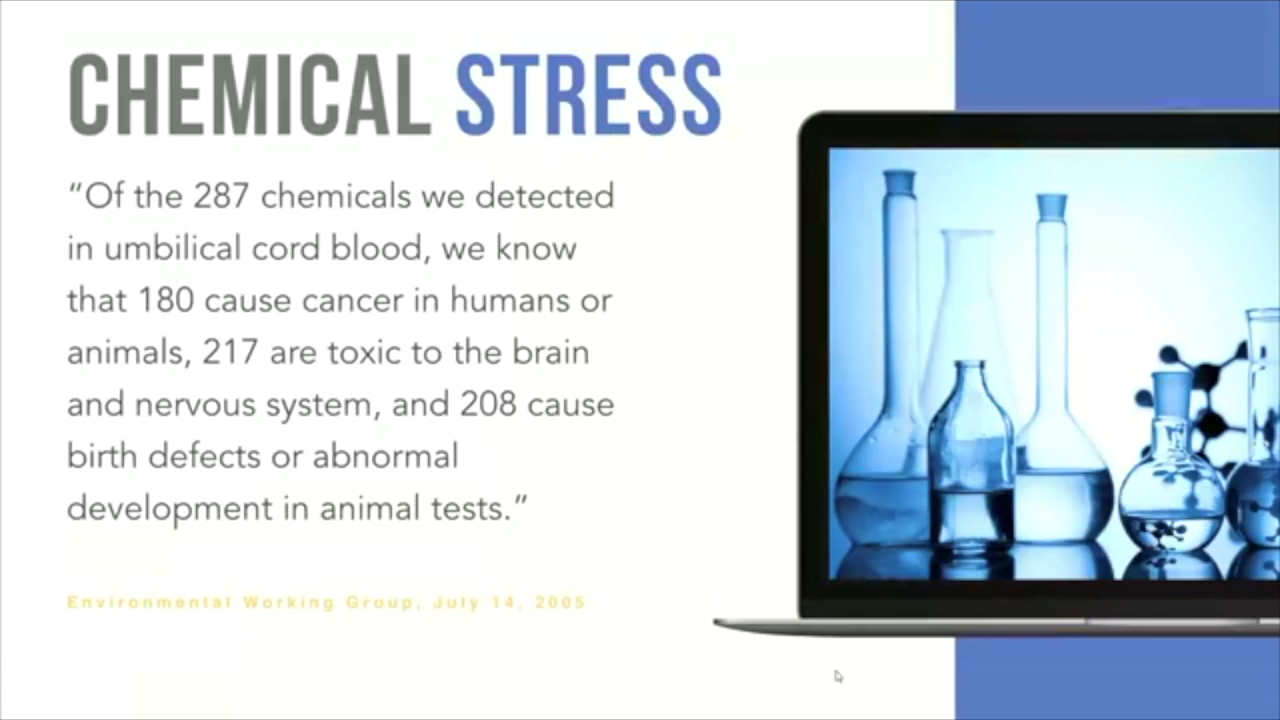 CHEMICAL STRESS
“Of the 287 chemicals we detected
in umbilical cord blood, we know
that 180 cause cancer in humans or
animals, 217 are toxic to the brain
and nervous system, and 208 cause
birth defects or abnormal
development in animal tests.”
Environmental Working Group, July 14, 2005